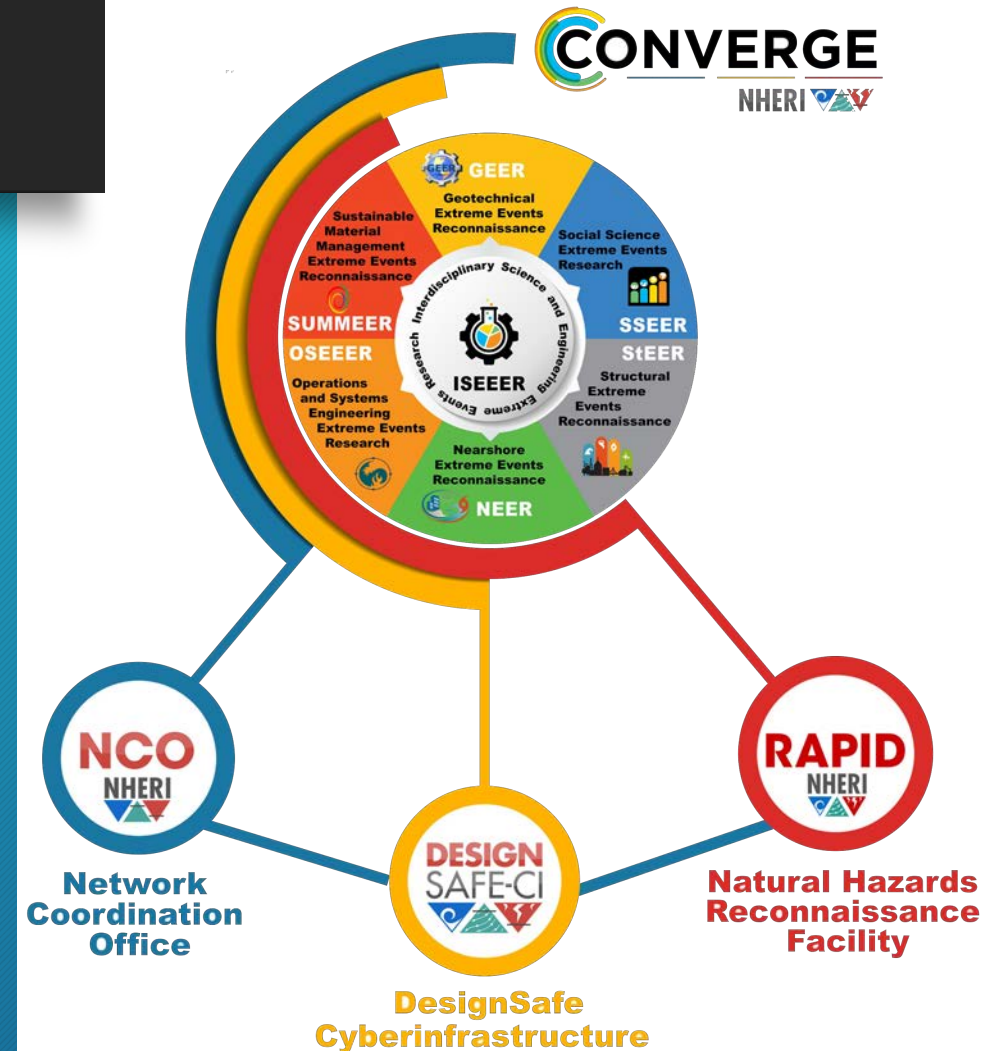 CONVERGE
NHERI
GEER
GEER
Geotechnical
Extreme Events
Reconnaissance
Social Science
Extreme Events
Research
SSEER
StEER
Structural
Extreme
Events
Reconnaissance
Nearshore
Extreme Events
Reconnaissance
NEER
Operations
and Systems
Engineering
Extreme Events
Research
OSEEER
Sustainable
Material
Management
Extreme Events
Reconnaissance
SUMMEER
Interdisciplinary Science and Engineering Extreme Events Research
ISEEER
NCO
NHERI
Network
Coordination
Office
DESIGN
SAFE-CI
DesignSafe
Cyberinfrastructure
RAPID
NHERI
Natural Hazards
Reconnaissance
Facility